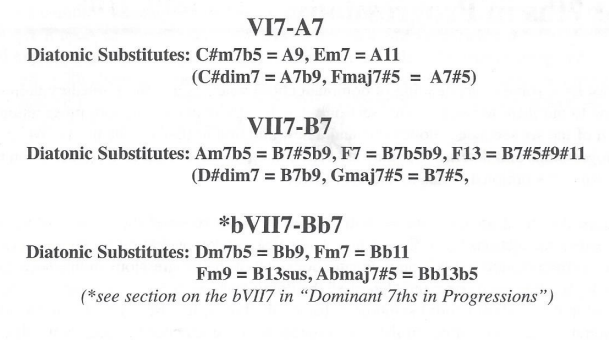 VI7-A7
Diatonic Substitutes: C#m7b5 = A9, Em7 = A11
(C#dim7 = A7b9, Fmaj7#5 = A7#5)
VII7-B7
Diatonic Substitutes: Am7b5 = B7#5b9, F7 = B7b5b9, F13 = B7#5#9#11
(D#dim7 = B7b9, Gmaj7#5 = B7#5,
*bVII7-Bb7
Diatonic Substitutes: Dm7b5 = Bb9, Fm7 = Bb11
Fm9 = B13sus, Abmaj7#5 = Bb13b5
(*see section on the bVII7 in “Dominant 7ths in Progressions”)